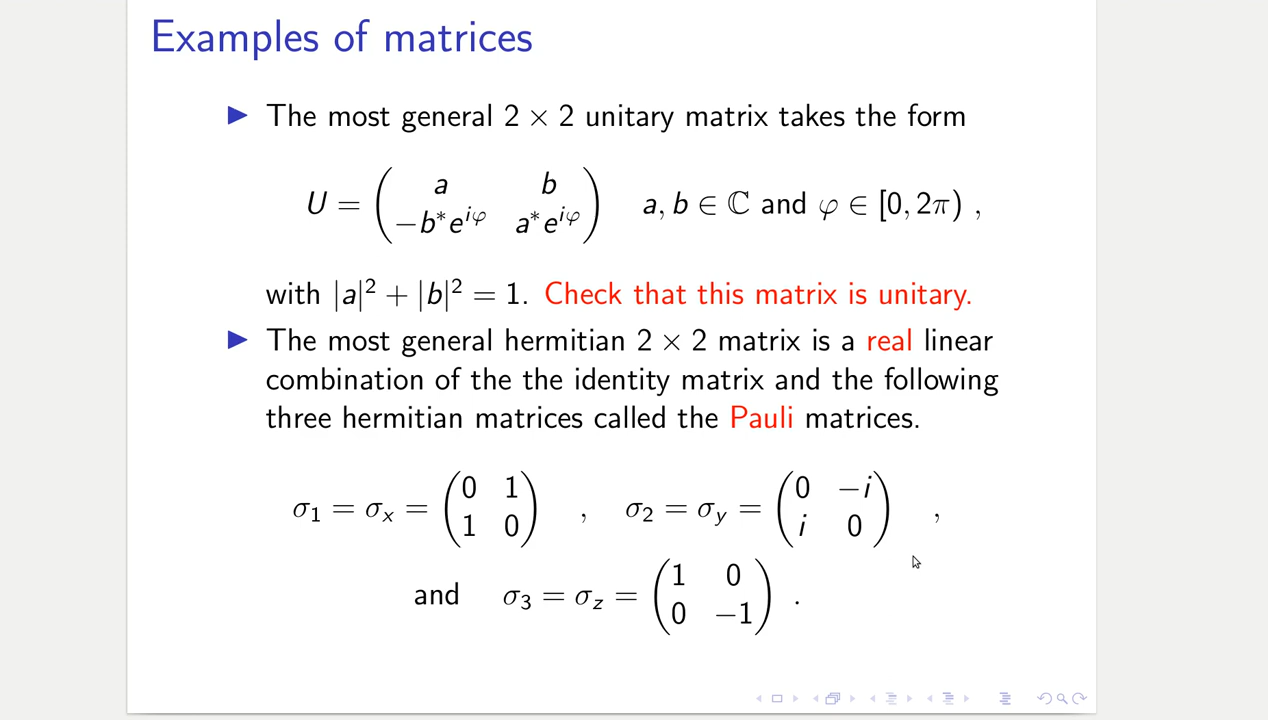 Examples of matrices
▶ The most general 2 × 2 unitary matrix takes the form
U = ( a b
−b*e^{iφ} a*e^{iφ} ) a, b ∈ ℂ and φ ∈ [0, 2π) ,
with |a|² + |b|² = 1. Check that this matrix is unitary.
▶ The most general hermitian 2 × 2 matrix is a real linear
combination of the the identity matrix and the following
three hermitian matrices called the Pauli matrices.
σ₁ = σₓ = ( 0 1
1 0 ) , σ₂ = σ_y = ( 0 −i
i 0 ) ,
and σ₃ = σ_z = ( 1 0
0 −1 ) .